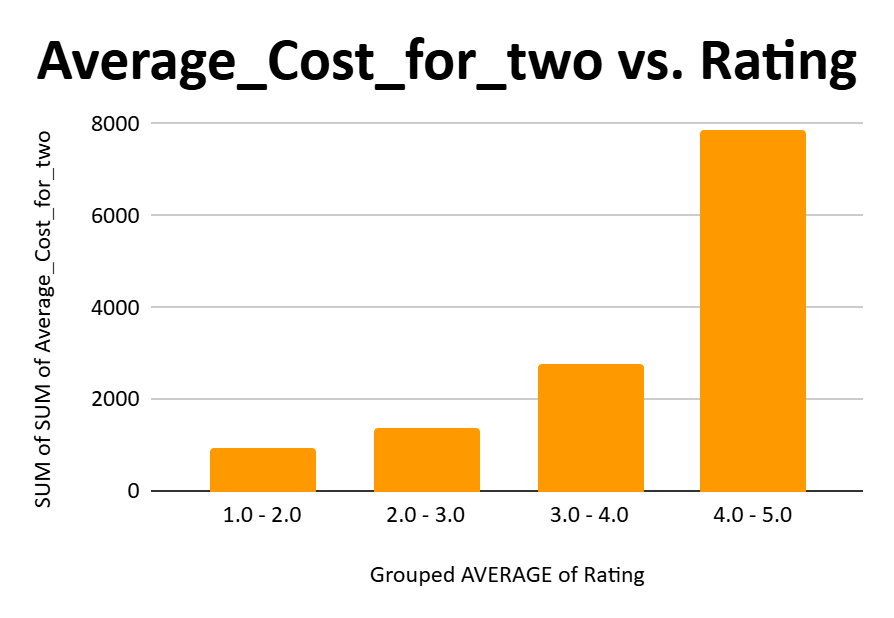 Average_Cost_for_two vs. Rating
SUM of SUM of Average_Cost_for_two
8000
6000
4000
2000
0
1.0 - 2.0
2.0 - 3.0
3.0 - 4.0
4.0 - 5.0
Grouped AVERAGE of Rating